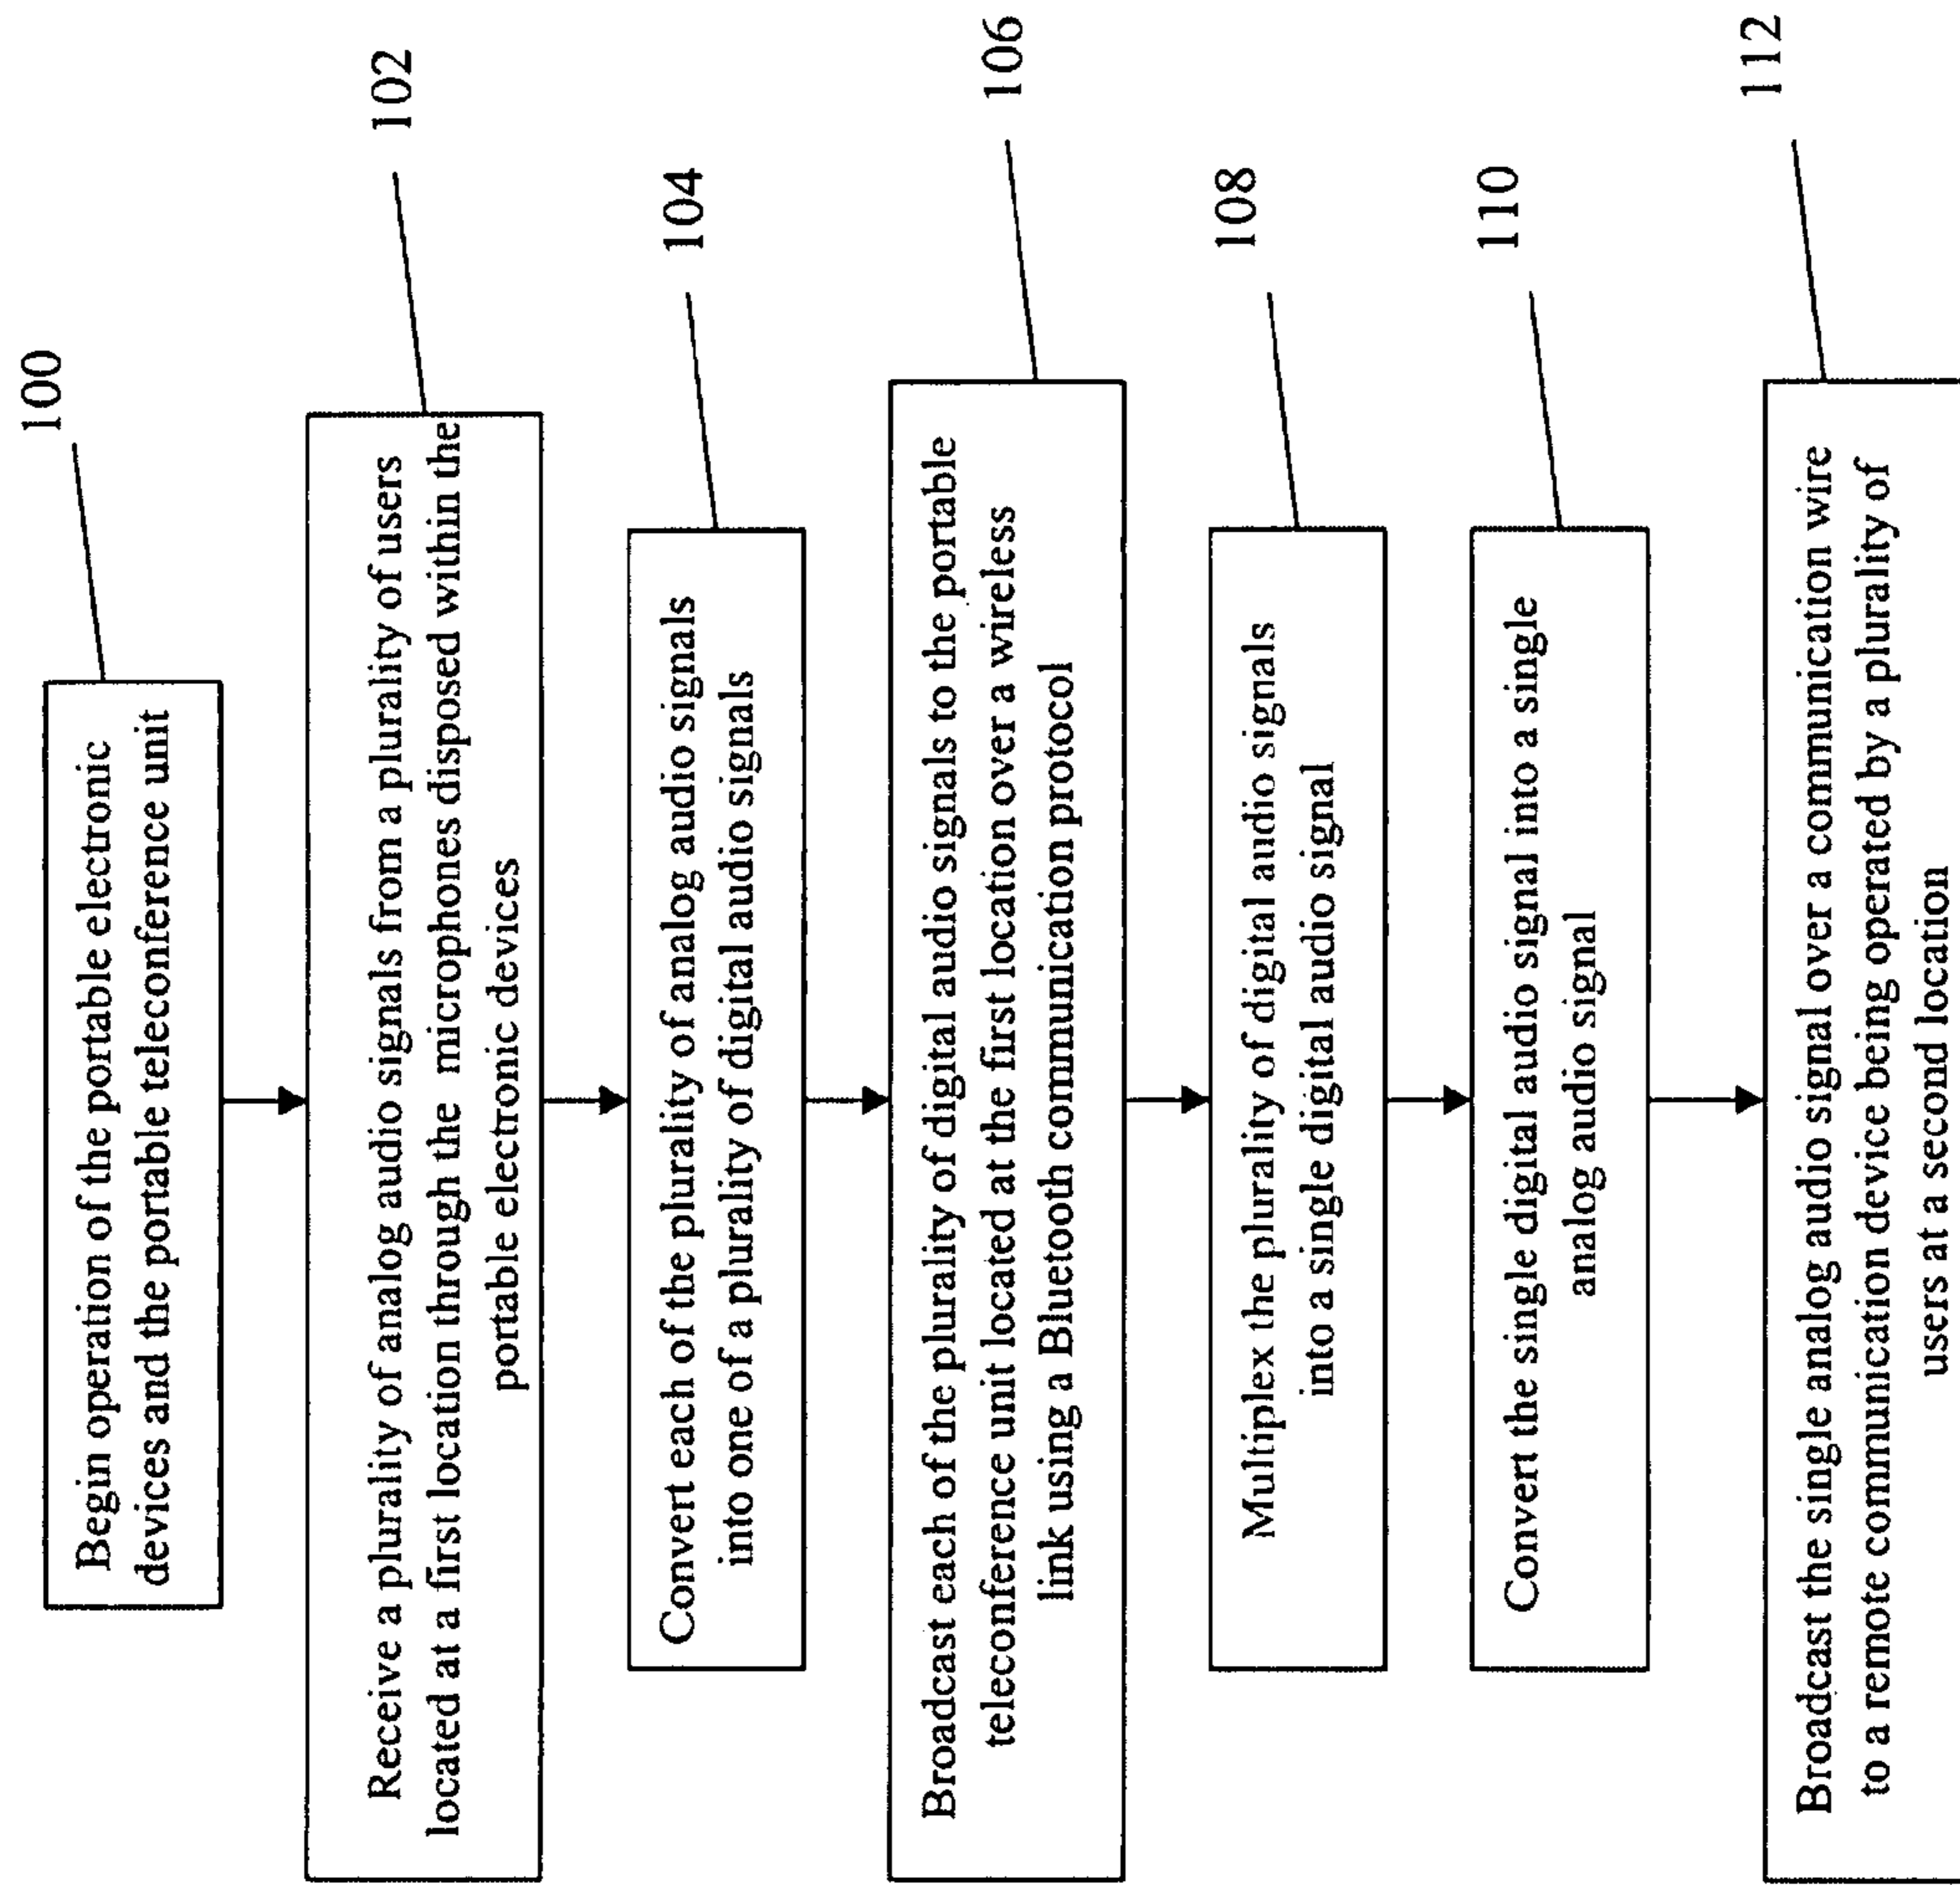 100
Begin operation of the portable electronic
devices and the portable teleconference unit
102
Receive a plurality of analog audio signals from a plurality of users
located at a first location through the microphones disposed within the
portable electronic devices
104
Convert each of the plurality of analog audio signals
into one of a plurality of digital audio signals
106
Broadcast each of the plurality of digital audio signals to the portable
teleconference unit located at the first location over a wireless
link using a Bluetooth communication protocol
108
Multiplex the plurality of digital audio signals
into a single digital audio signal
110
Convert the single digital audio signal into a single
analog audio signal
112
Broadcast the single analog audio signal over a communication wire
to a remote communication device being operated by a plurality of
users at a second location